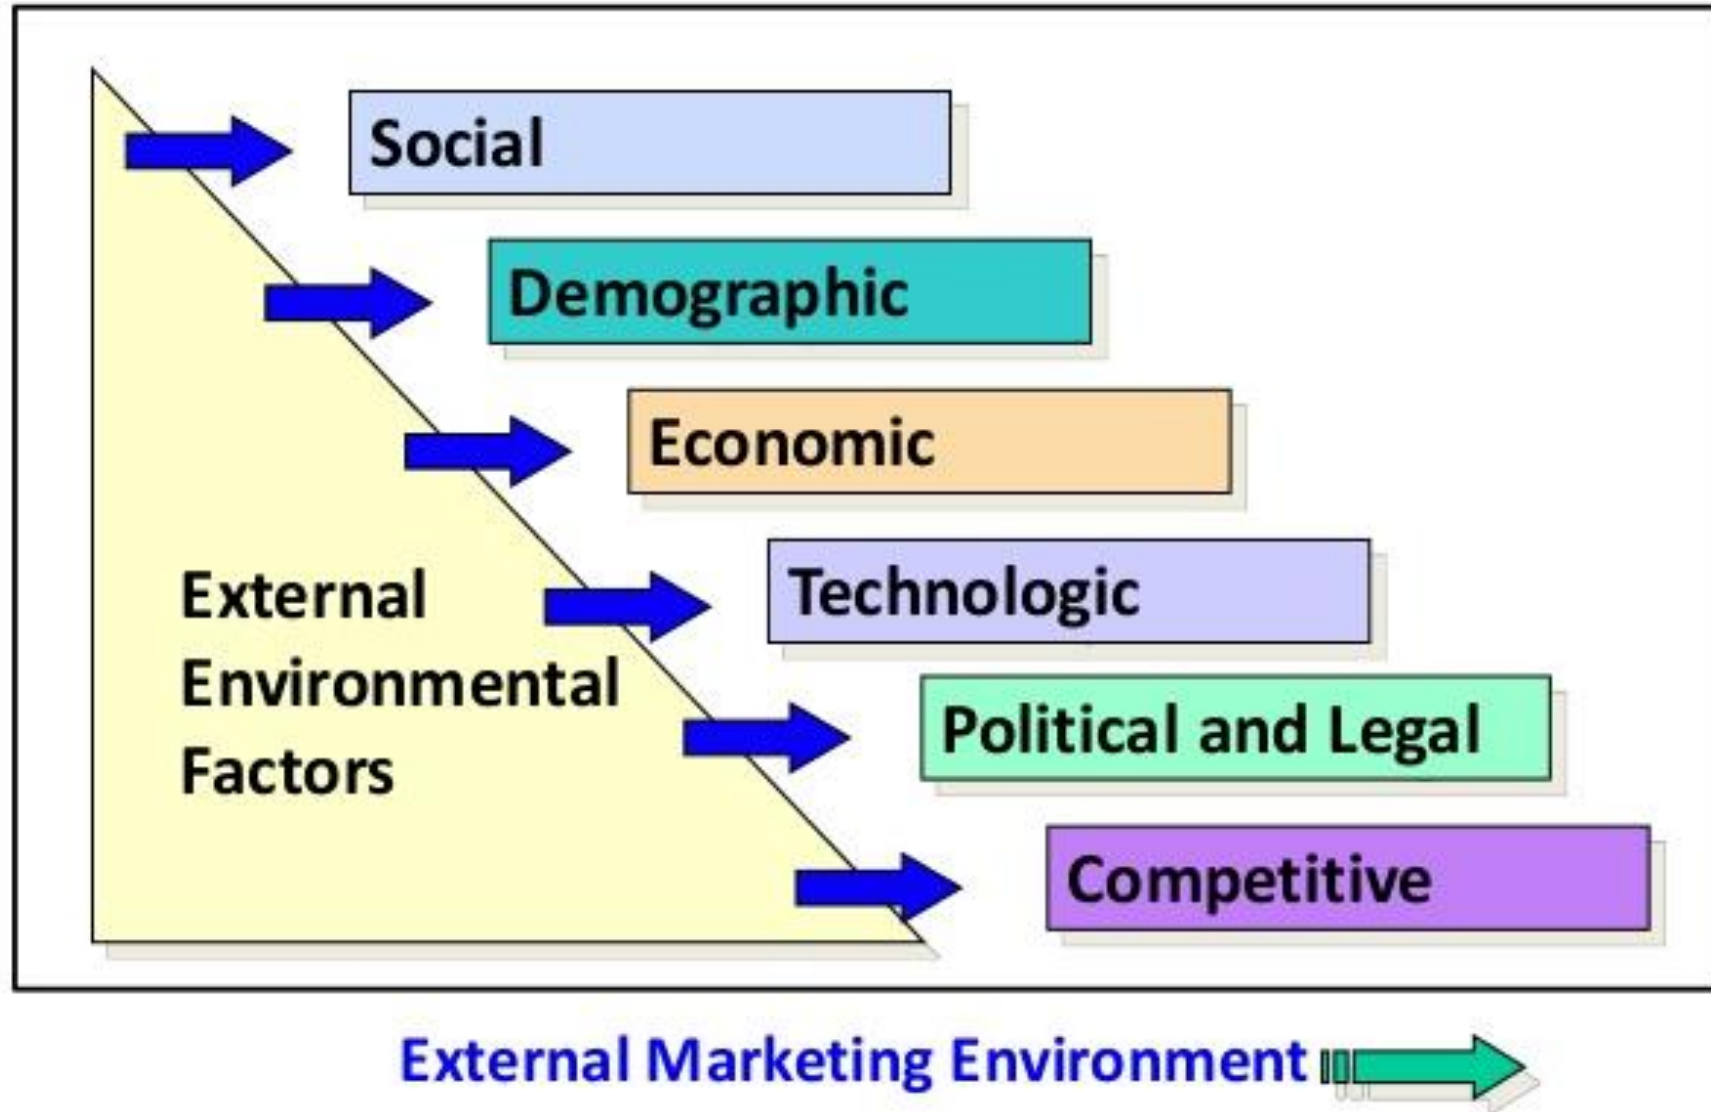 Social
Demographic
Economic
Technologic
Political and Legal
Competitive
External
Environmental
Factors
External Marketing Environment